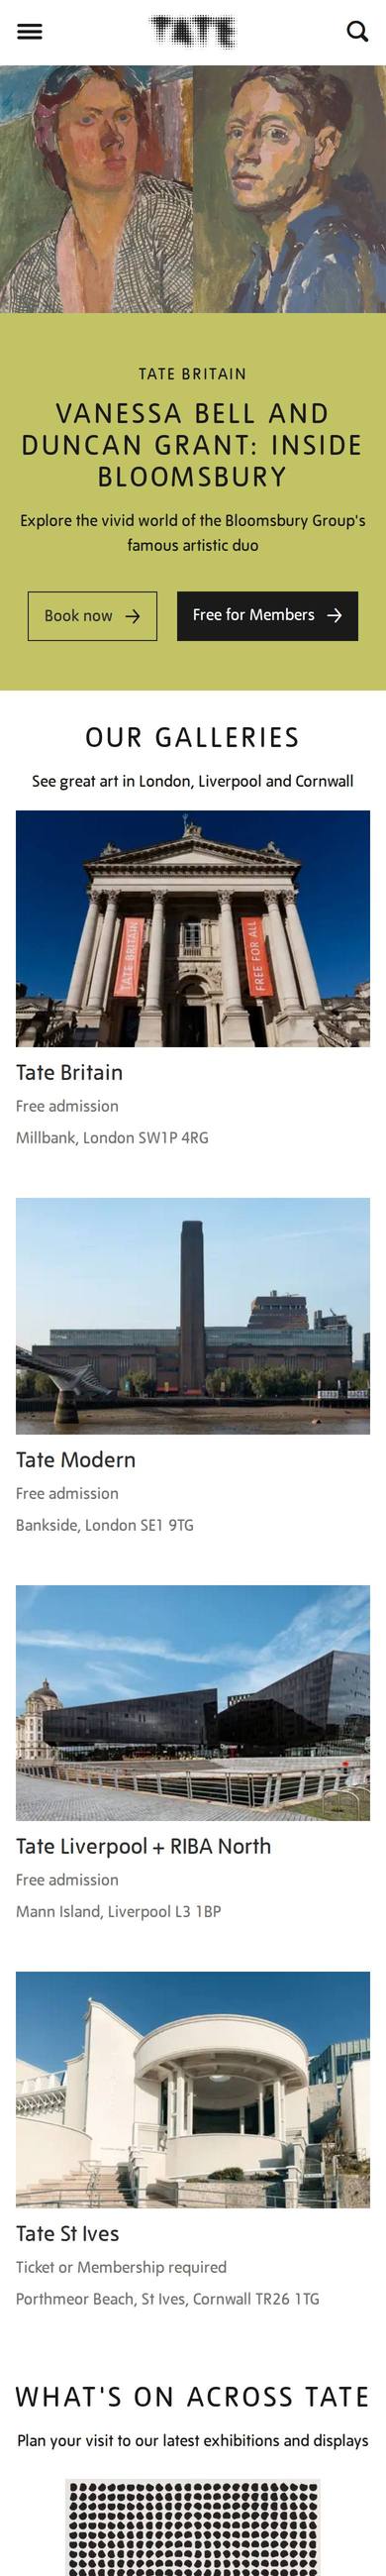 TATE
TATE BRITAIN
VANESSA BELL AND
DUNCAN GRANT: INSIDE
BLOOMSBURY
Explore the vivid world of the Bloomsbury Group's
famous artistic duo
Book now →
Free for Members →
OUR GALLERIES
See great art in London, Liverpool and Cornwall
TATE BRITAIN
FREE FOR ALL
Tate Britain
Free admission
Millbank, London SW1P 4RG
Tate Modern
Free admission
Bankside, London SE1 9TG
Tate Liverpool + RIBA North
Free admission
Mann Island, Liverpool L3 1BP
Tate St Ives
Ticket or Membership required
Porthmeor Beach, St Ives, Cornwall TR26 1TG
WHAT'S ON ACROSS TATE
Plan your visit to our latest exhibitions and displays